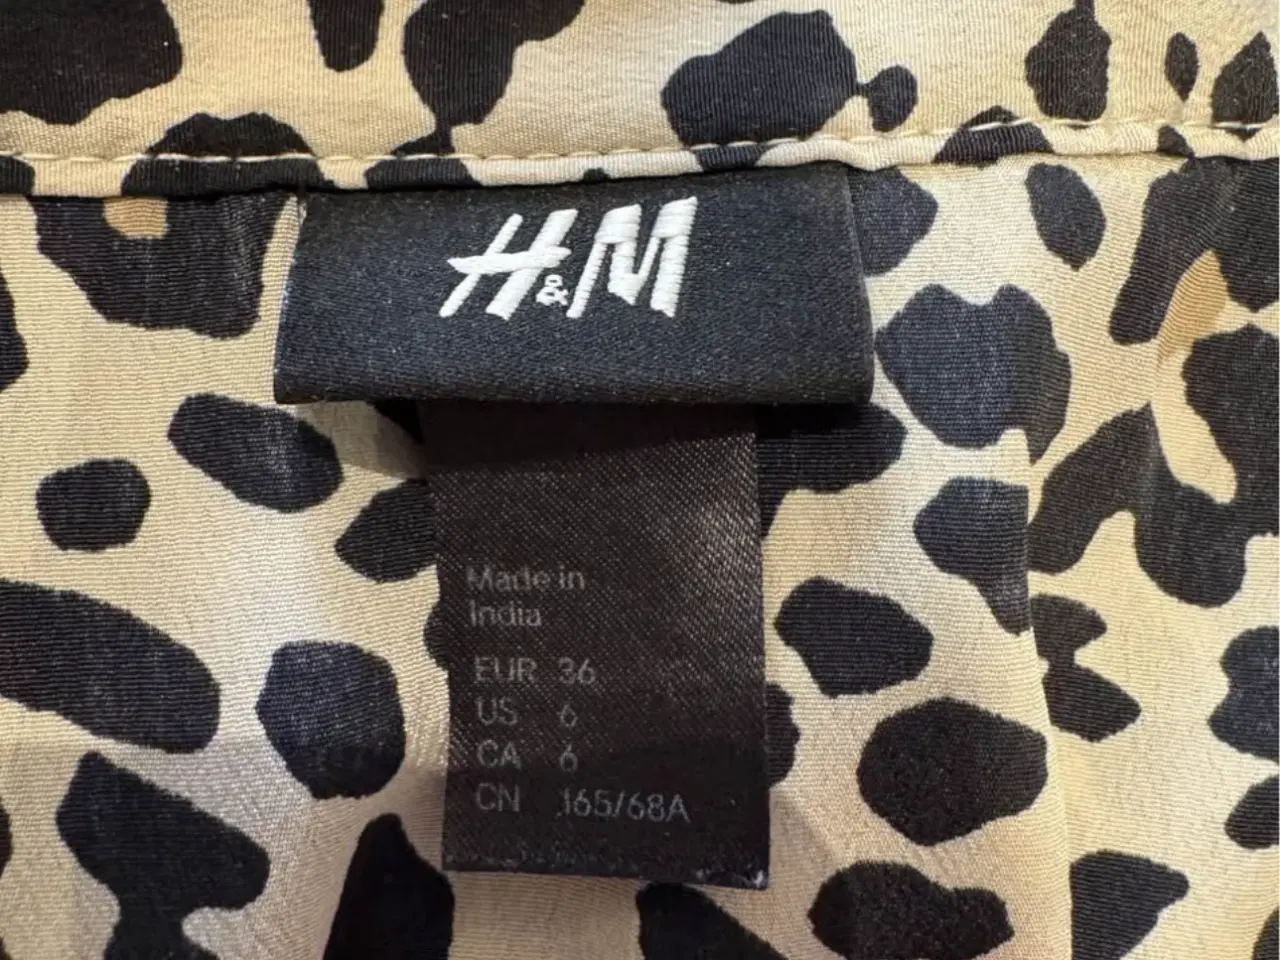 H&M
Made in
India
EUR 36
US 6
CA 6
CN 165/68A